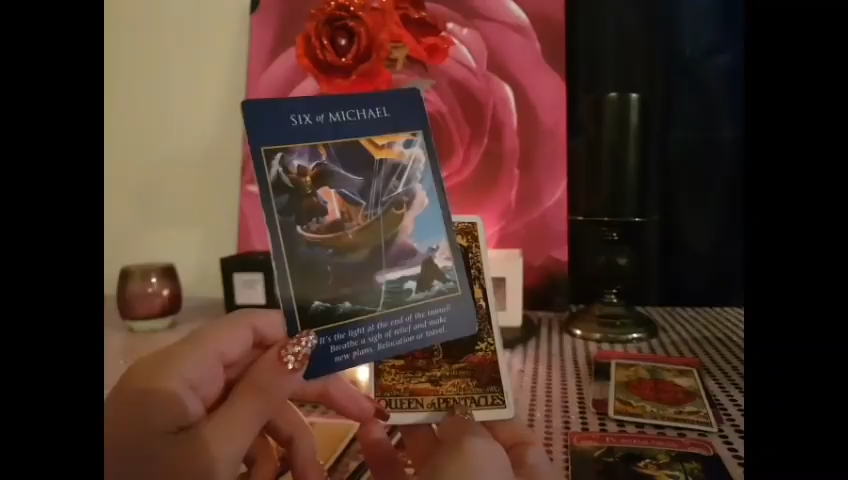 SIX of MICHAEL
It's the light at the end of the tunnel!
Breathe a sigh of relief and make
new plans. Relocation or travel.
QUEEN of PENTACLES